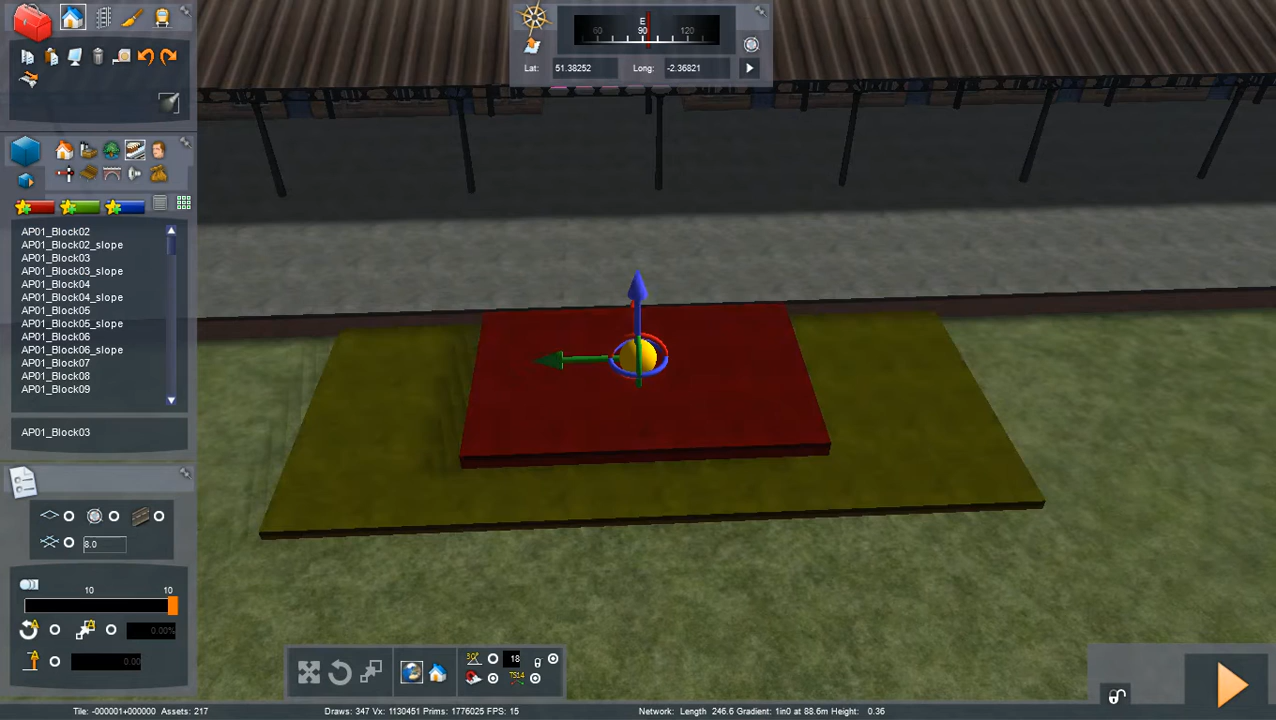 E
60 90 120
Lat: 51.38252 Long: -2.36821
AP01_Block02
AP01_Block02_slope
AP01_Block03
AP01_Block03_slope
AP01_Block04
AP01_Block04_slope
AP01_Block05
AP01_Block05_slope
AP01_Block06
AP01_Block06_slope
AP01_Block07
AP01_Block08
AP01_Block09
AP01_Block03
8.0
10 10
0.00%
0.00
18
TS14
Tile: -000001+000000 Assets: 217
Draws: 347 Vx: 1130451 Prims: 1776025 FPS: 15
Network: Length 246.6 Gradient: 1in0 at 88.6m Height: 0.36